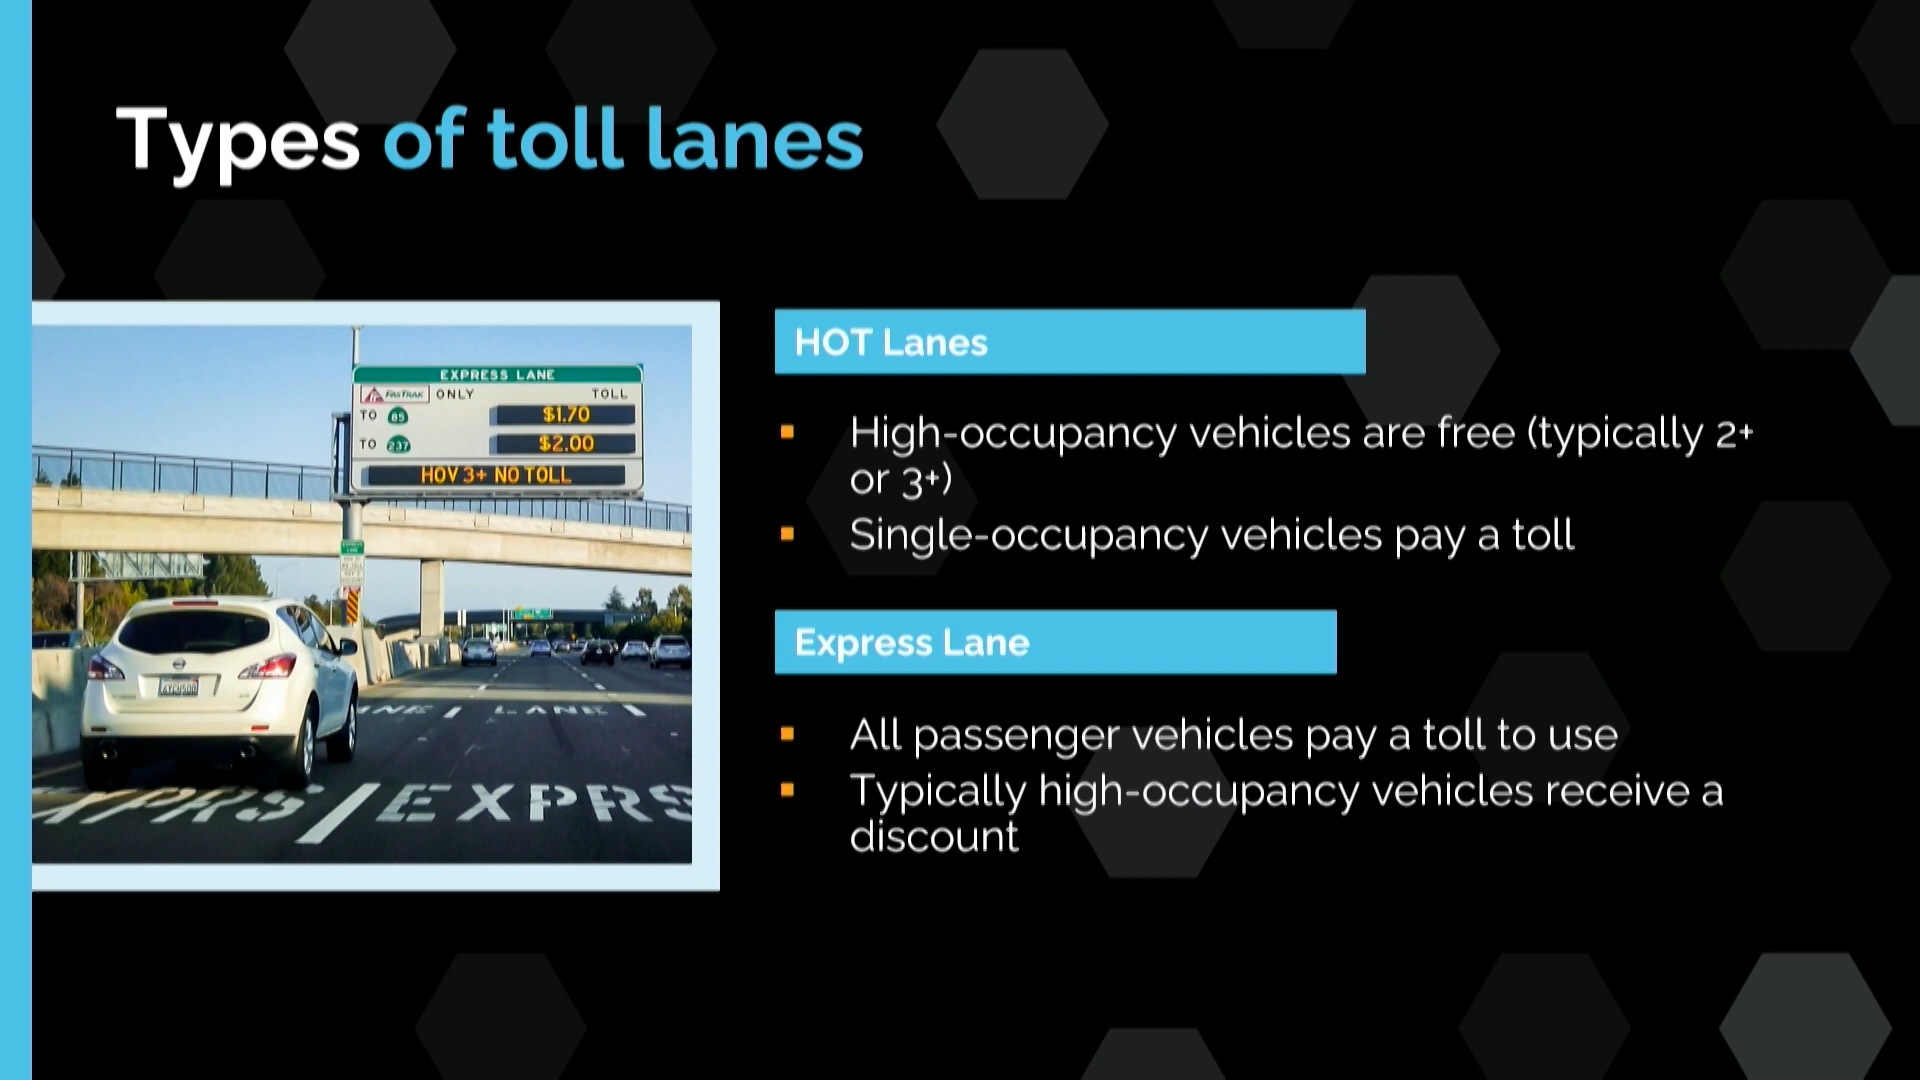 Types of toll lanes
EXPRESS LANE
FASTRAK ONLY TOLL
TO 85 $1.70
TO 237 $2.00
HOV 3+ NO TOLL
LANE
EXPRS
HOT Lanes
High-occupancy vehicles are free (typically 2+
or 3+)
Single-occupancy vehicles pay a toll
Express Lane
All passenger vehicles pay a toll to use
Typically high-occupancy vehicles receive a
discount